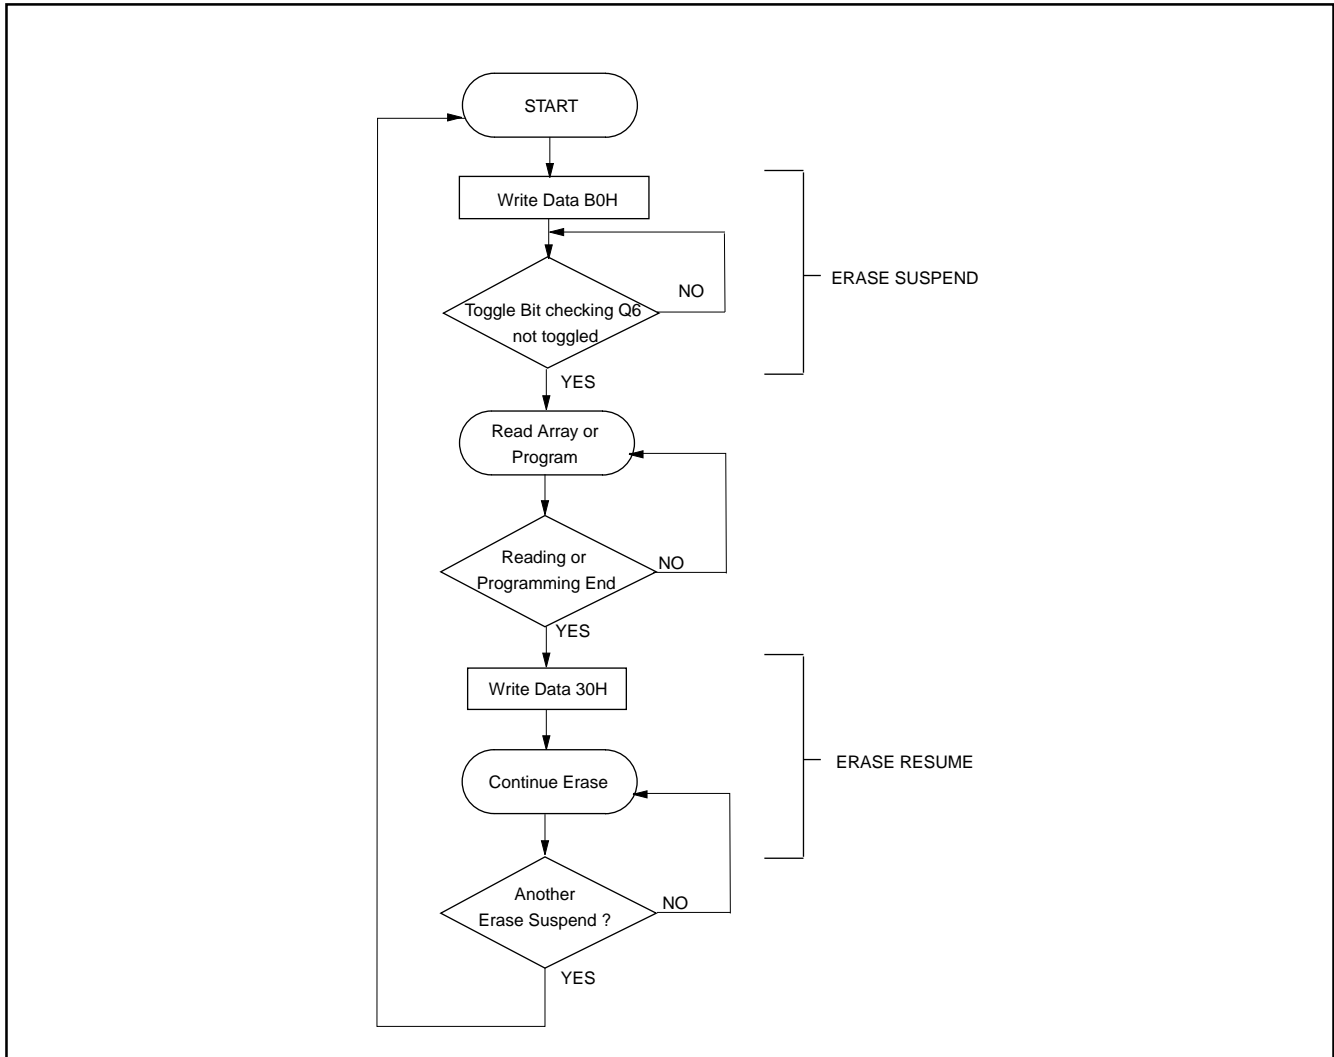 START
Write Data B0H
ERASE SUSPEND
NO
Toggle Bit checking Q6
not toggled
YES
Read Array or
Program
Reading or
Programming End
NO
YES
Write Data 30H
ERASE RESUME
Continue Erase
Another
Erase Suspend ?
NO
YES